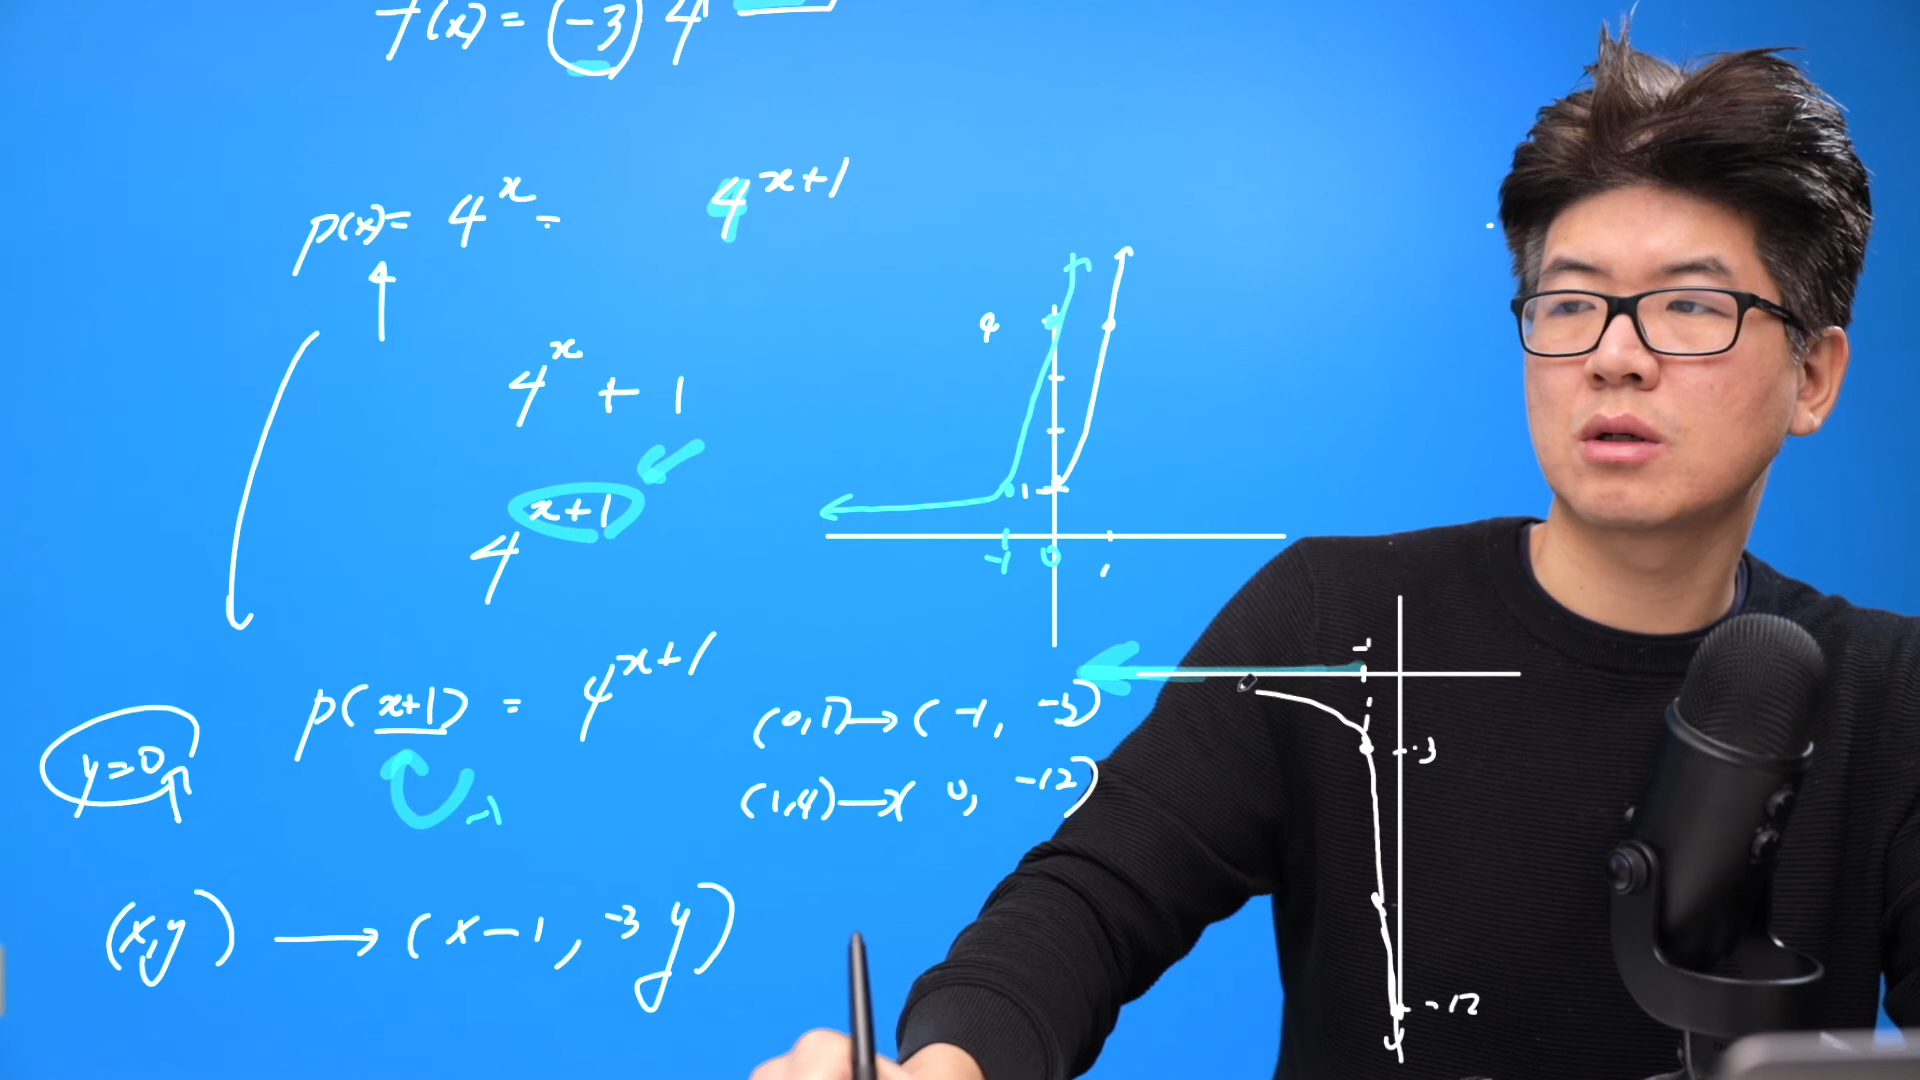 f(x) = (-3) 4
p(x) = 4^x =
4^{x+1}
4^x + 1
4^{x+1}
4
1
-1 0 1
p(x+1) = 4^{x+1}
-1
y=0
(0,1) → (-1, -3)
(1,4) → ( 0, -12)
(x,y) → (x-1, -3y)
-1
-3
-12